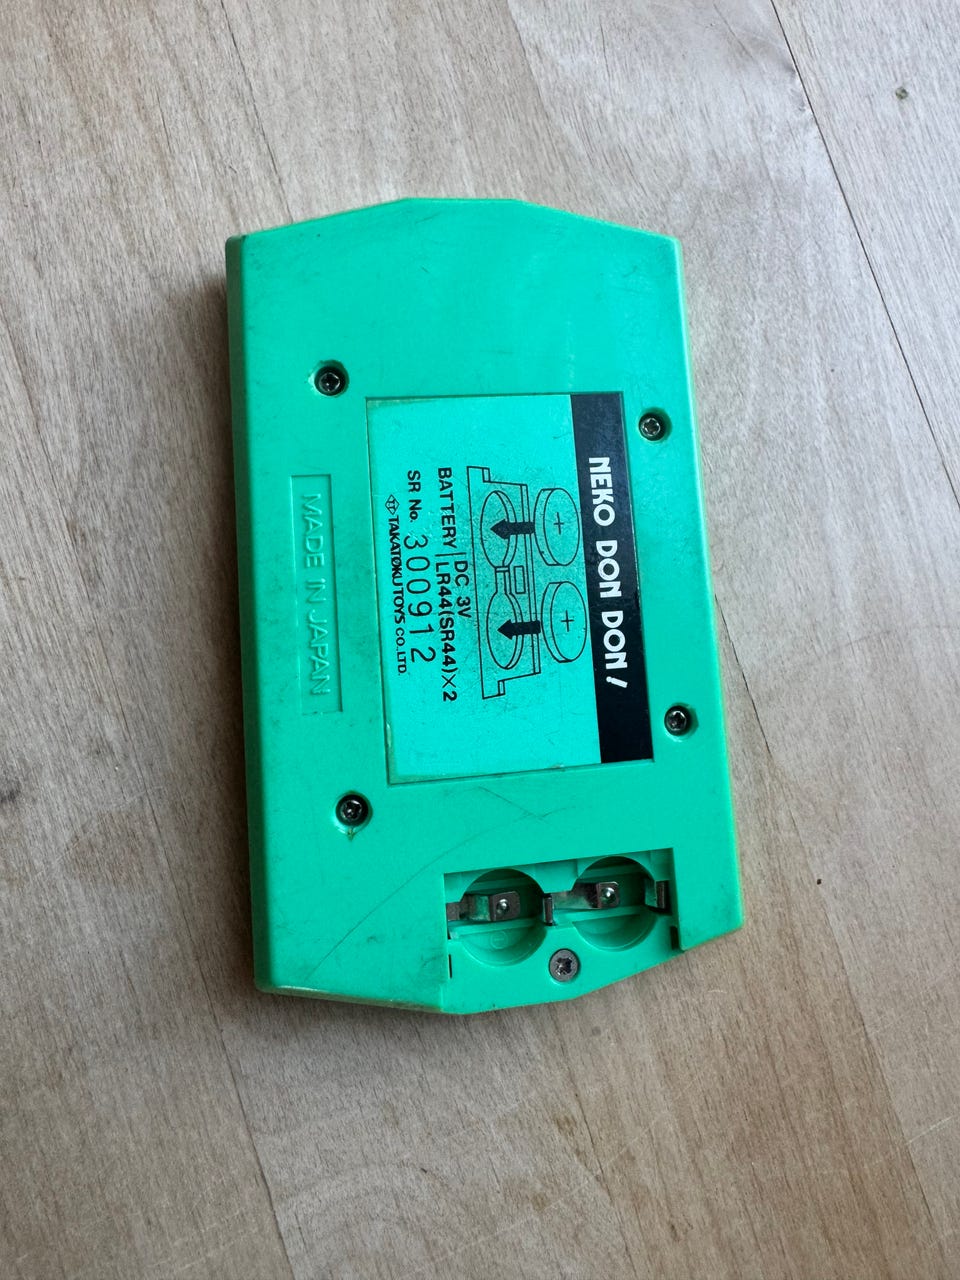 NEKO DON DON!
+ +
BATTERY DC 3V
LR44(SR44)×2
SR No. 300912
TT TAKATOKU TOYS CO.,LTD.
MADE IN JAPAN